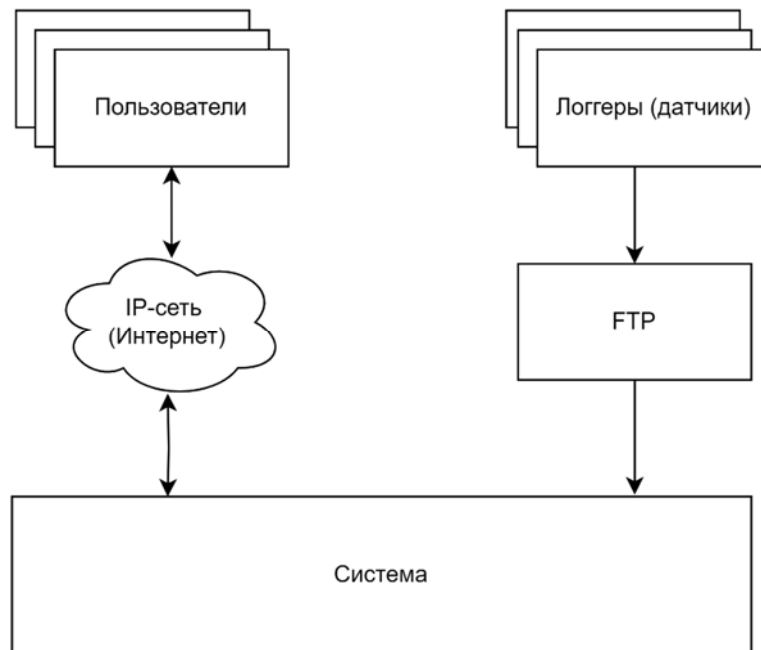 Пользователи
Логгеры (датчики)
IP-сеть
(Интернет)
FTP
Система